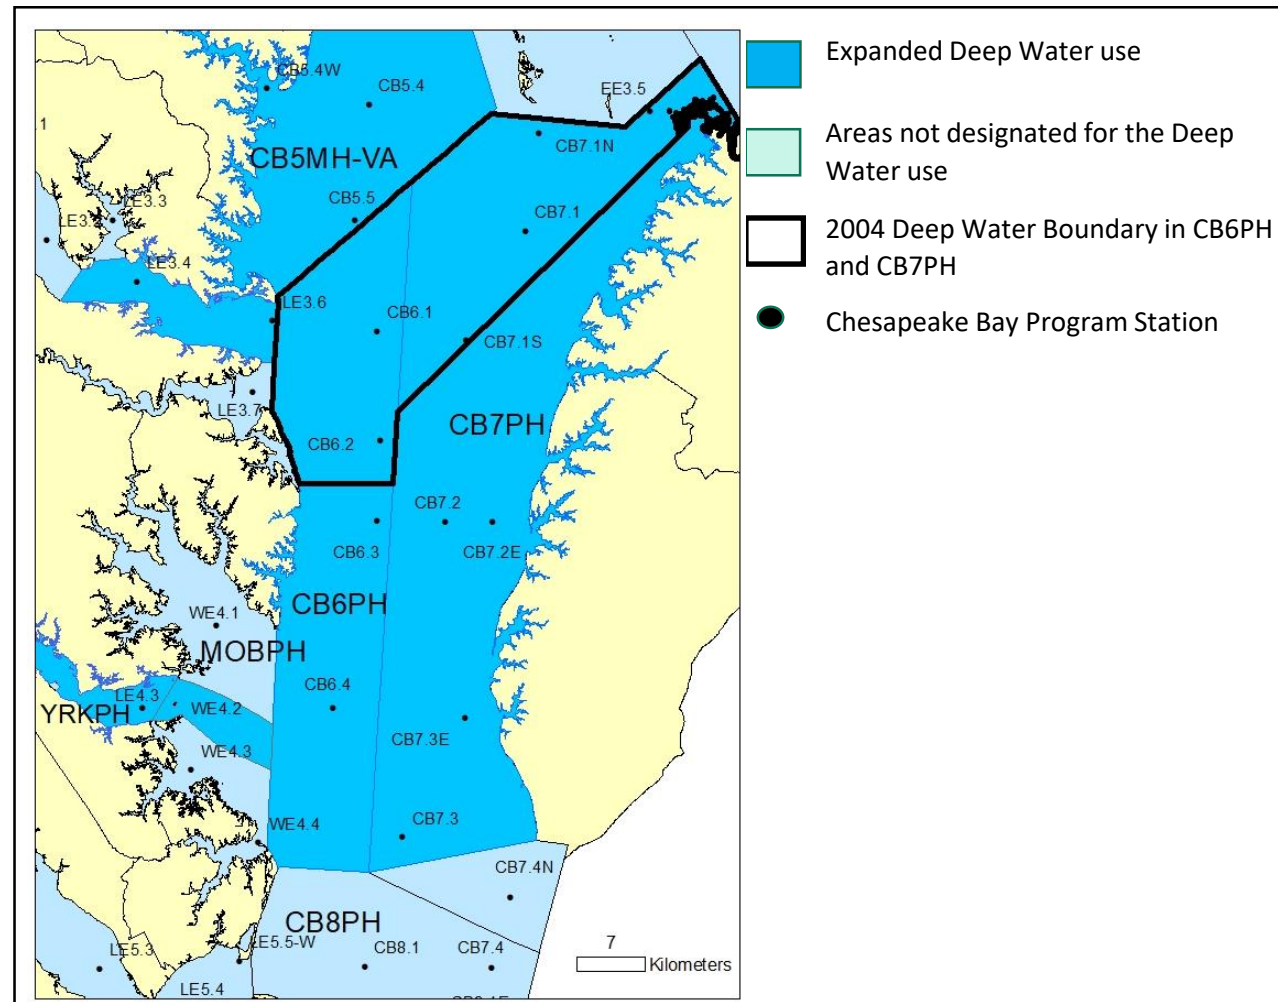 CB5.4W
CB5.4
EE3.5
.1
CB7.1N
CB5MH-VA
LE3.3
CB5.5
CB7.1
LE3.4
LE3.6
CB6.1
CB7.1S
LE3.7
CB6.2
CB7PH
CB7.2
CB6.3
CB7.2E
CB6PH
WE4.1
MOBPH
LE4.3
CB6.4
YRKPH
WE4.2
CB7.3E
WE4.3
WE4.4
CB7.3
CB7.4N
CB8PH
LE5.3
LE5.5-W
CB8.1
CB7.4
LE5.4
7
Kilometers
Expanded Deep Water use
Areas not designated for the Deep
Water use
2004 Deep Water Boundary in CB6PH
and CB7PH
Chesapeake Bay Program Station